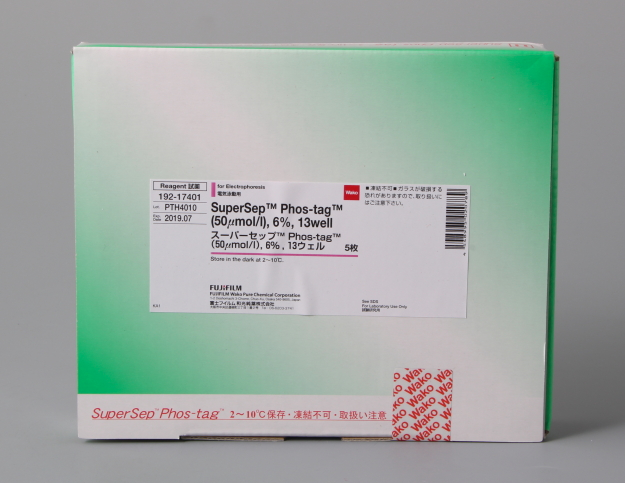 Reagent 試薬
192-17401
PTH4010
2019.07
for Electrophoresis
電気泳動用
SuperSep™ Phos-tag™
(50μmol/l), 6%, 13well
スーパーセップ™ Phos-tag™
(50μmol/l), 6%, 13ウェル 5枚
Store in the dark at 2～10℃.
FUJIFILM
FUJIFILM Wako Pure Chemical Corporation
富士フイルム 和光純薬株式会社
Wako
■凍結不可■ガラスが破損する
恐れがありますので、取り扱いに
はご注意下さい。
See SDS
For Laboratory Use Only.
試験研究用
SuperSep™ Phos-tag™ 2～10℃保存・凍結不可・取扱い注意
Wako